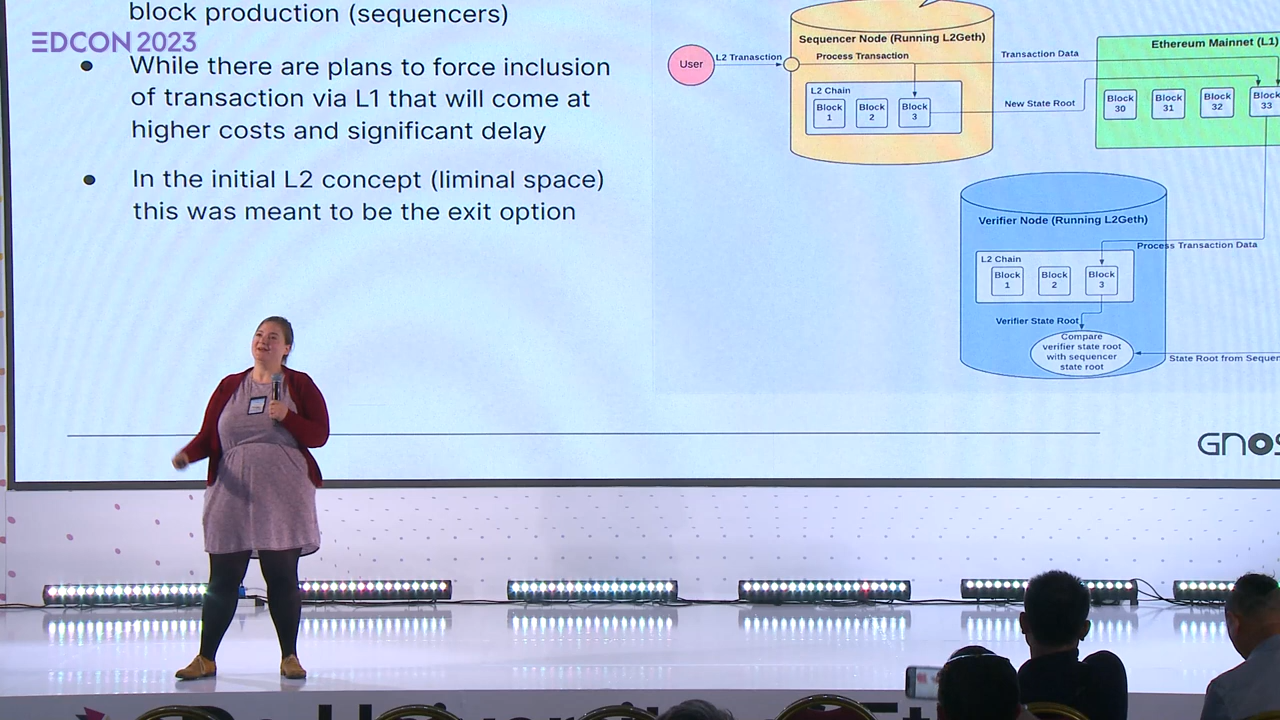 block production (sequencers)
EDCON 2023
While there are plans to force inclusion
of transaction via L1 that will come at
higher costs and significant delay
In the initial L2 concept (liminal space)
this was meant to be the exit option
User
L2 Tranasction
Sequencer Node (Running L2Geth)
Process Transaction
L2 Chain
Block
1
Block
2
Block
3
Transaction Data
New State Root
Ethereum Mainnet (L1)
Block
30
Block
31
Block
32
Block
33
Verifier Node (Running L2Geth)
Process Transaction Data
L2 Chain
Block
1
Block
2
Block
3
Verifier State Root
Compare
verifier state root
with sequencer
state root
State Root from Sequen
GNOS